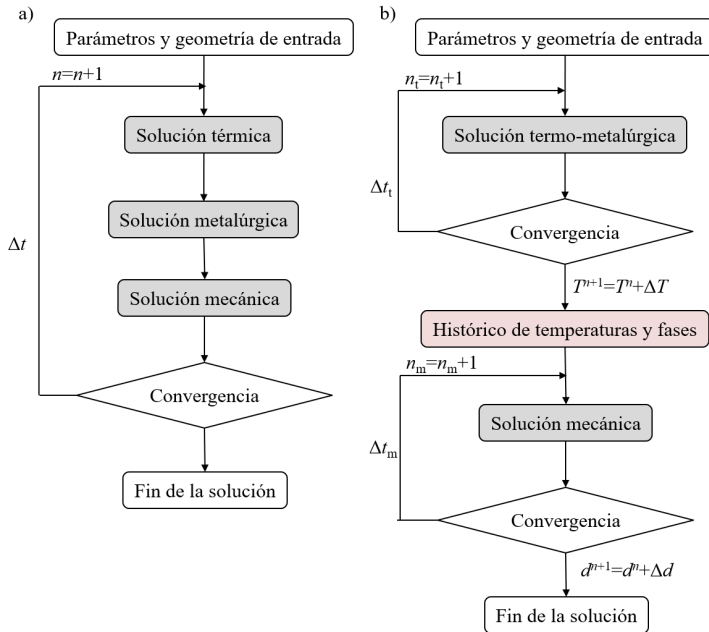 a)
Parámetros y geometría de entrada
n=n+1
Solución térmica
Solución metalúrgica
Δt
Solución mecánica
Convergencia
Fin de la solución
b)
Parámetros y geometría de entrada
nₜ=nₜ+1
Solución termo-metalúrgica
Δtₜ
Convergencia
Tⁿ⁺¹=Tⁿ+ΔT
Histórico de temperaturas y fases
nₘ=nₘ+1
Solución mecánica
Δtₘ
Convergencia
dⁿ⁺¹=dⁿ+Δd
Fin de la solución